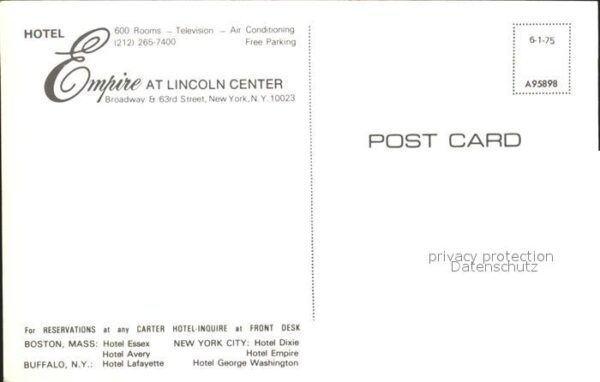 HOTEL
600 Rooms – Television – Air Conditioning
(212) 265-7400 Free Parking
Empire AT LINCOLN CENTER
Broadway & 63rd Street, New York, N.Y. 10023
6-1-75
A95898
POST CARD
privacy protection
Datenschutz
For RESERVATIONS at any CARTER HOTEL-INQUIRE at FRONT DESK
BOSTON, MASS: Hotel Essex NEW YORK CITY: Hotel Dixie
Hotel Avery Hotel Empire
BUFFALO, N.Y.: Hotel Lafayette Hotel George Washington